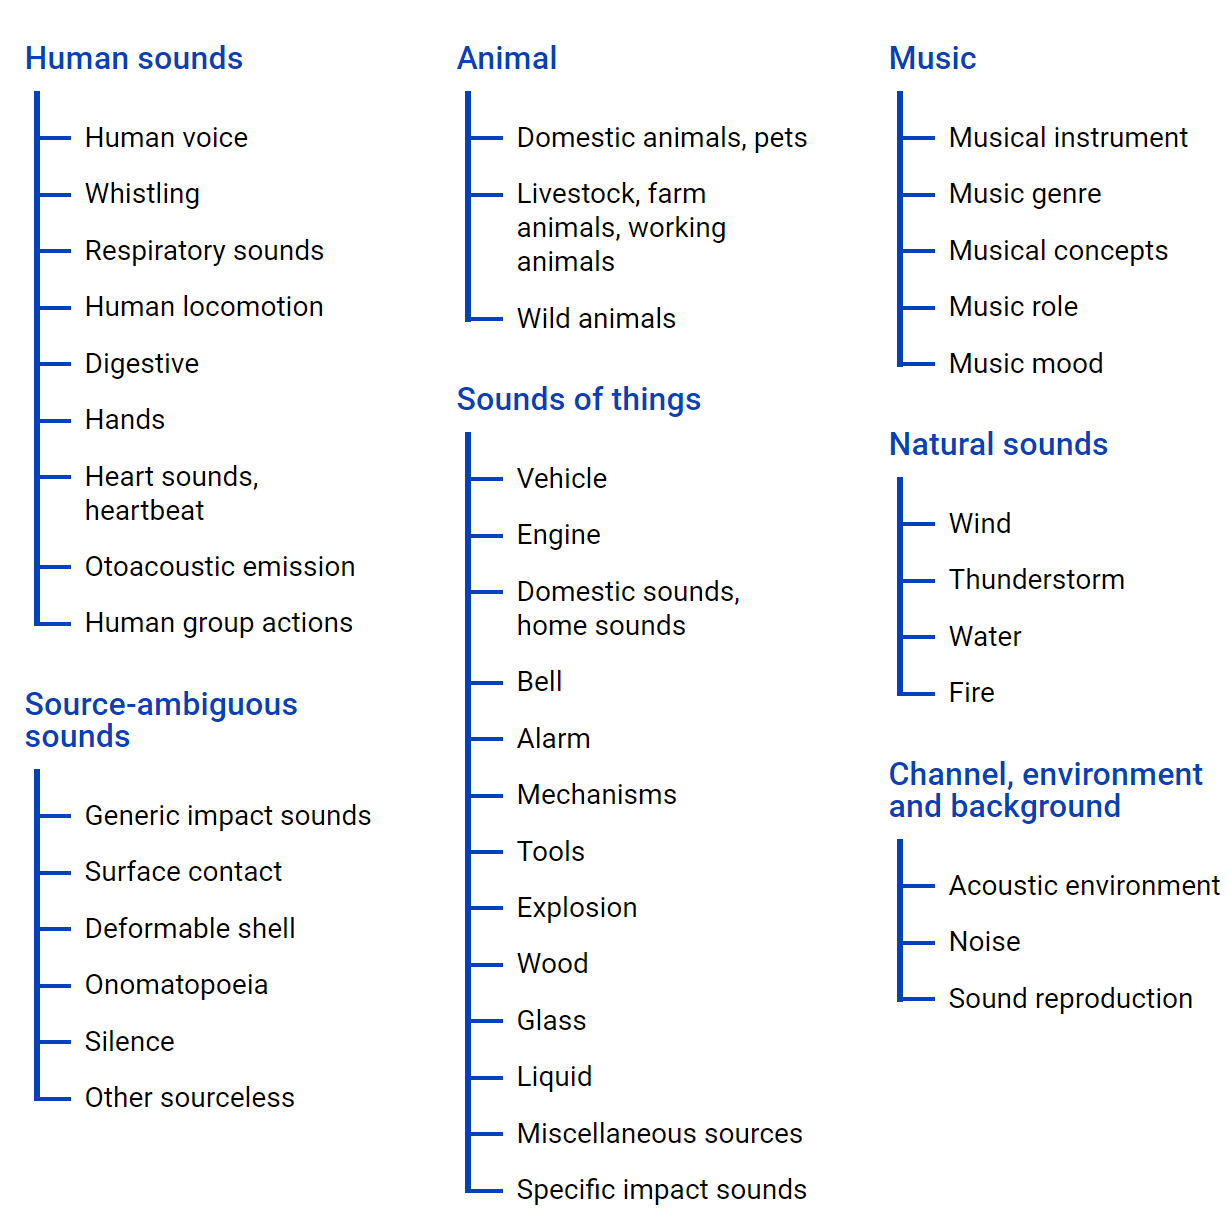 Human sounds
Human voice
Whistling
Respiratory sounds
Human locomotion
Digestive
Hands
Heart sounds,
heartbeat
Otoacoustic emission
Human group actions
Source-ambiguous
sounds
Generic impact sounds
Surface contact
Deformable shell
Onomatopoeia
Silence
Other sourceless
Animal
Domestic animals, pets
Livestock, farm
animals, working
animals
Wild animals
Sounds of things
Vehicle
Engine
Domestic sounds,
home sounds
Bell
Alarm
Mechanisms
Tools
Explosion
Wood
Glass
Liquid
Miscellaneous sources
Specific impact sounds
Music
Musical instrument
Music genre
Musical concepts
Music role
Music mood
Natural sounds
Wind
Thunderstorm
Water
Fire
Channel, environment
and background
Acoustic environment
Noise
Sound reproduction